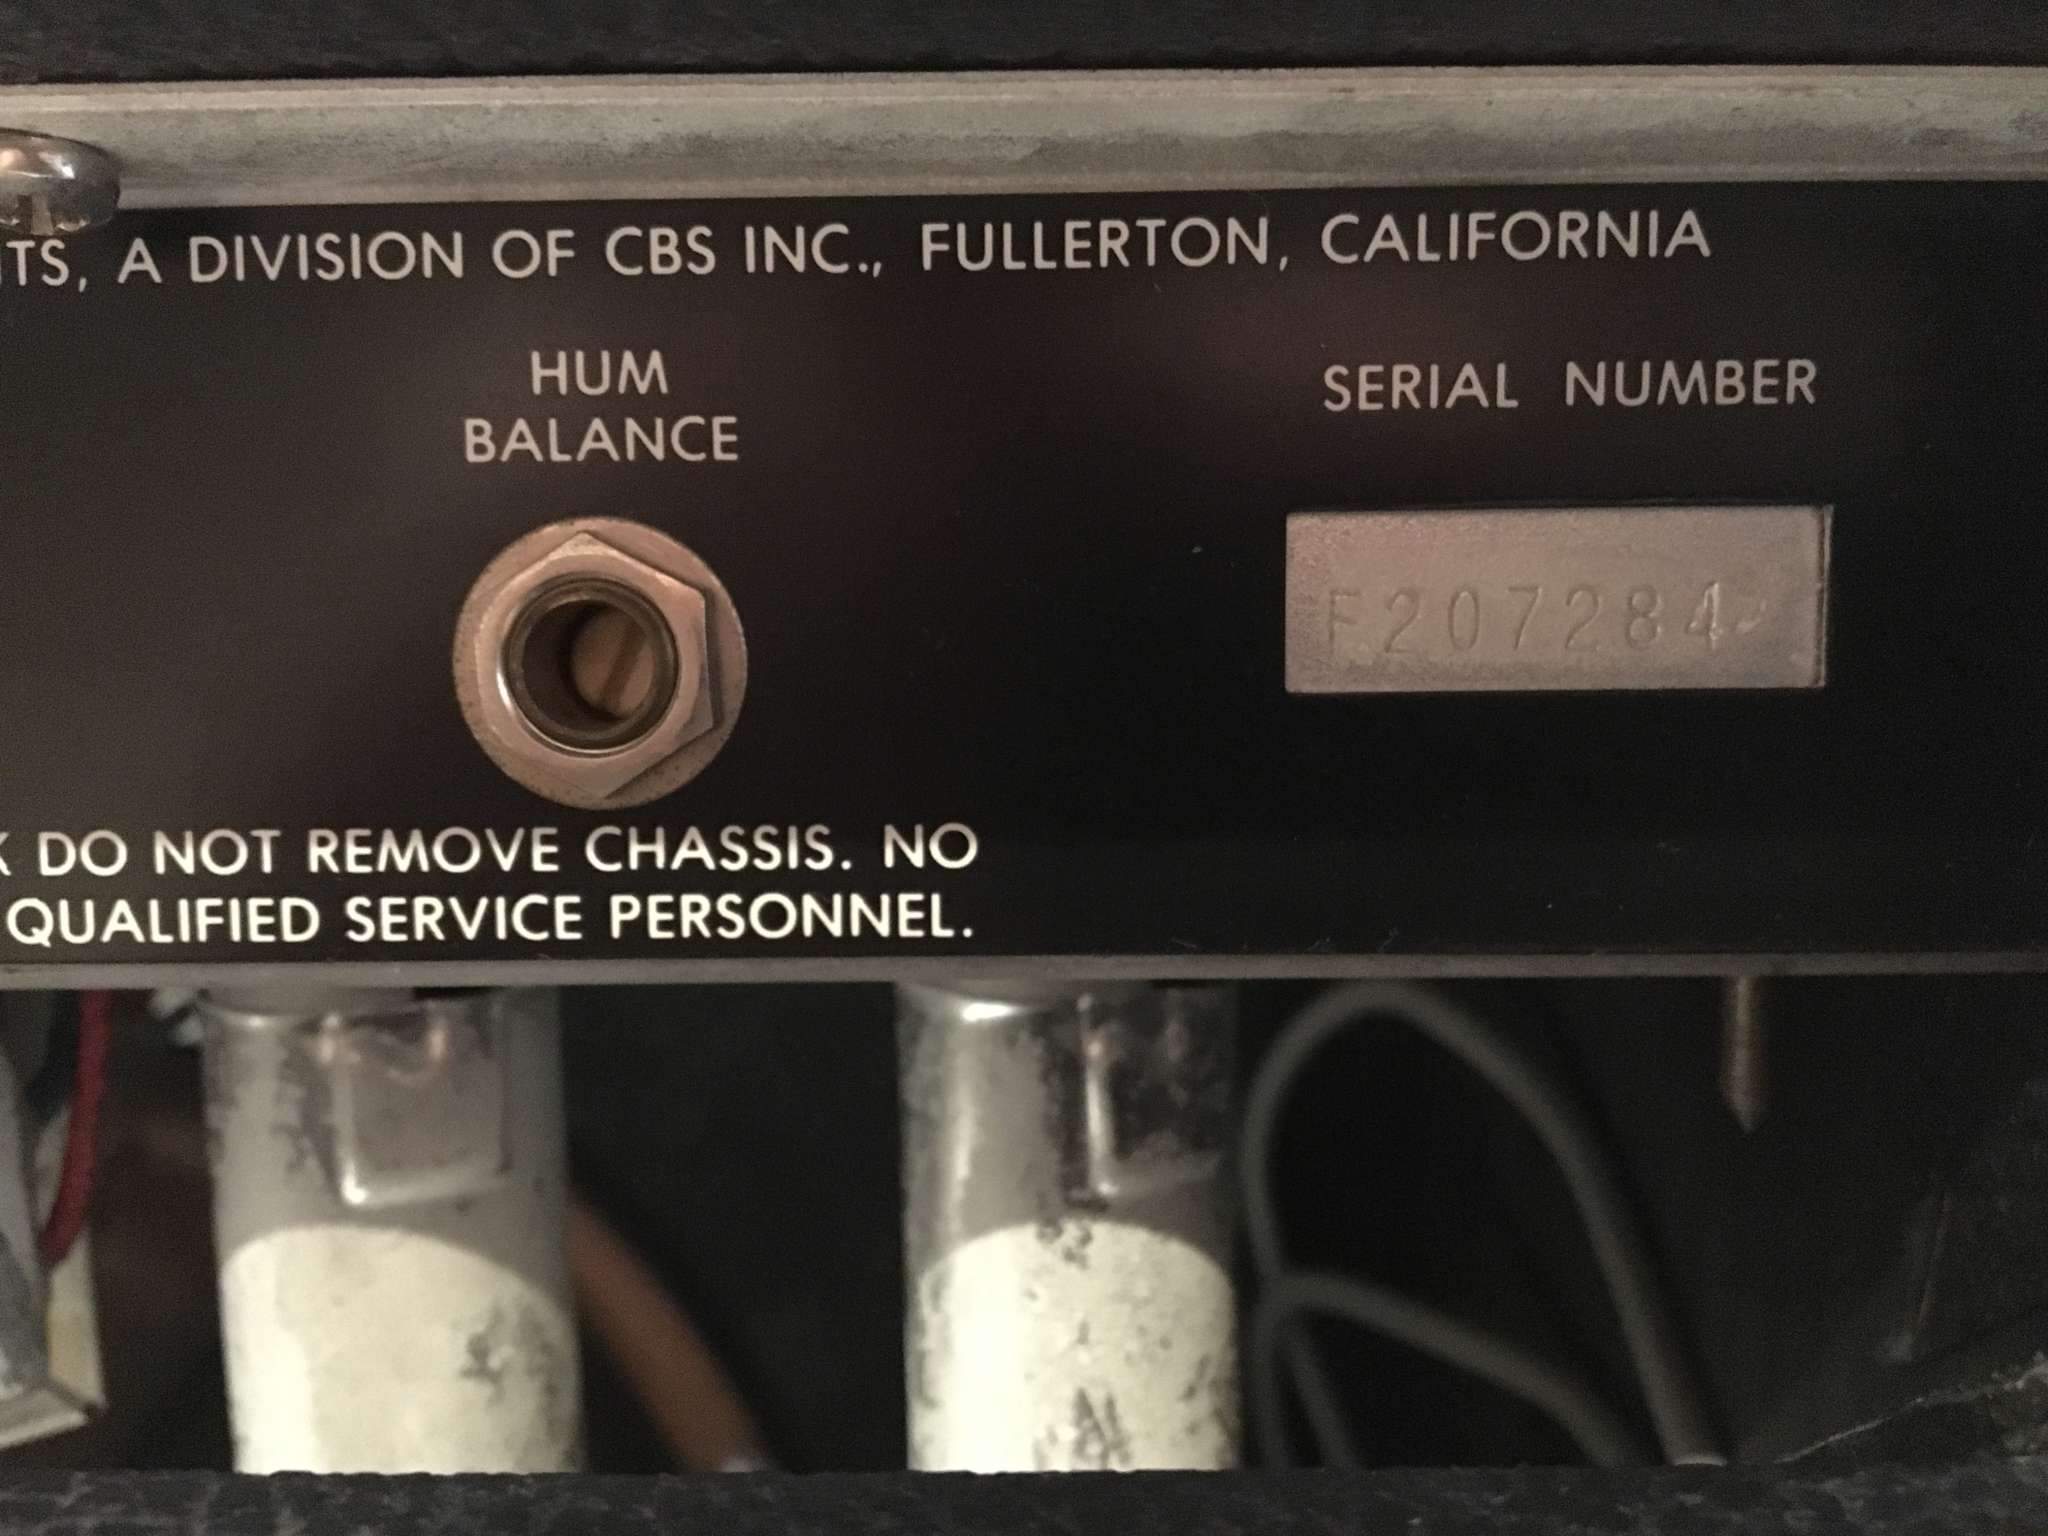 TS, A DIVISION OF CBS INC., FULLERTON, CALIFORNIA
HUM
BALANCE
SERIAL NUMBER
F207284
DO NOT REMOVE CHASSIS. NO
QUALIFIED SERVICE PERSONNEL.